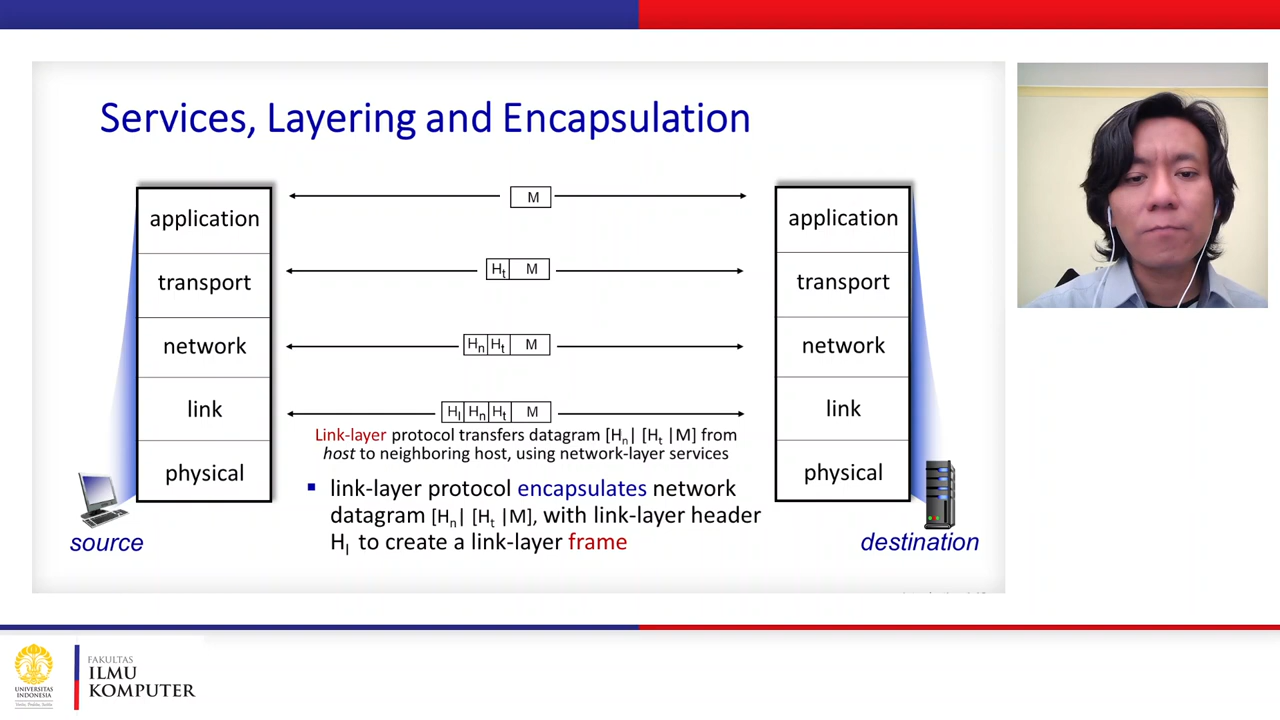 Services, Layering and Encapsulation
application
transport
network
link
physical
source
M
Ht M
Hn Ht M
Hl Hn Ht M
Link-layer protocol transfers datagram [Hn| [Ht |M] from
host to neighboring host, using network-layer services
▪ link-layer protocol encapsulates network
datagram [Hn| [Ht |M], with link-layer header
Hl to create a link-layer frame
application
transport
network
link
physical
destination
UNIVERSITAS
INDONESIA
FAKULTAS
ILMU
KOMPUTER